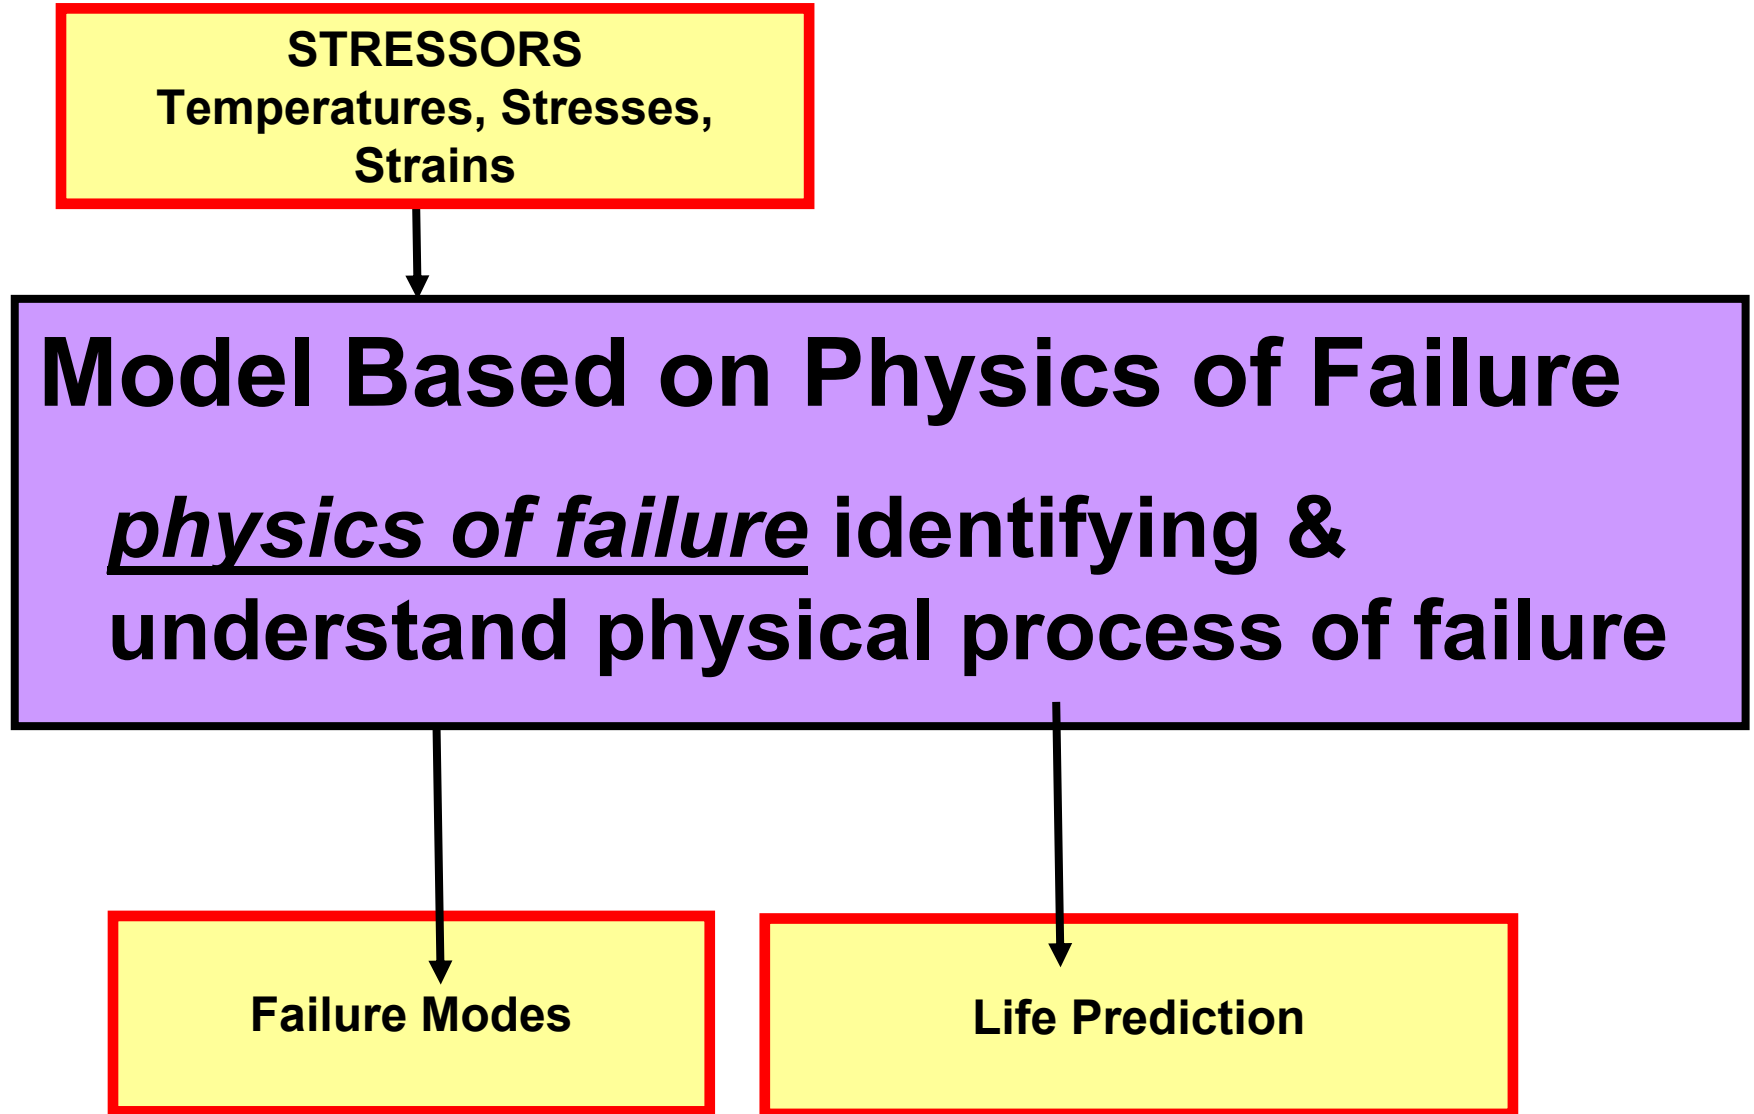 STRESSORS
Temperatures, Stresses,
Strains
Model Based on Physics of Failure
physics of failure identifying &
understand physical process of failure
Failure Modes
Life Prediction